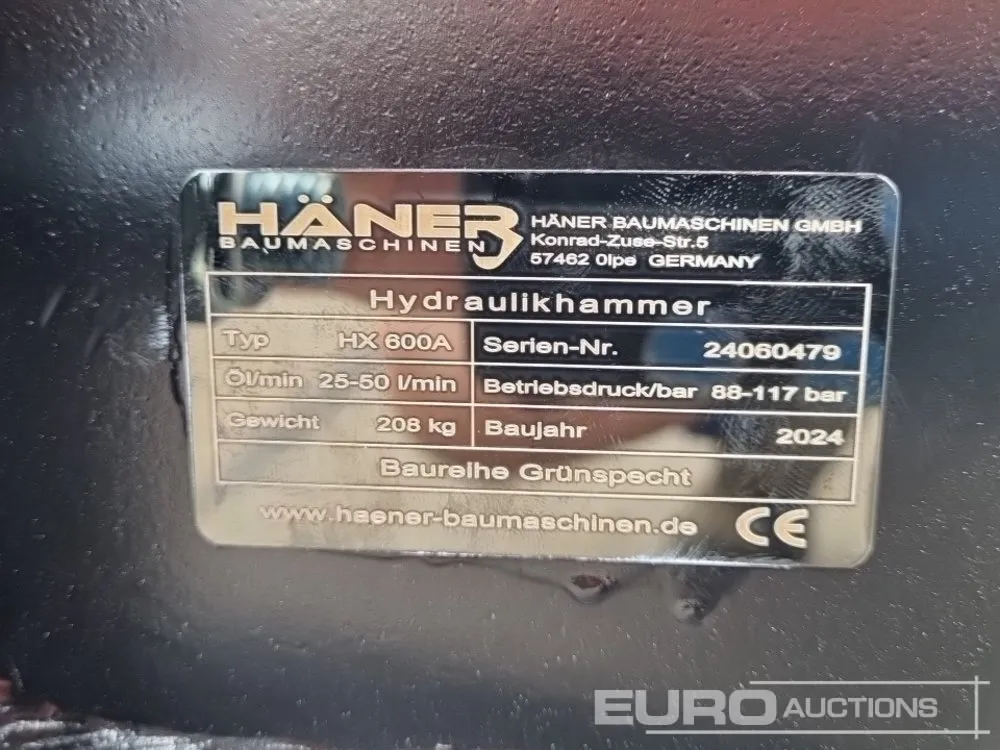 HÄNER
BAUMASCHINEN
HÄNER BAUMASCHINEN GMBH
Konrad-Zuse-Str.5
57462 Olpe GERMANY
Hydraulikhammer
Typ HX 600A Serien-Nr. 24060479
Öl/min 25-50 l/min Betriebsdruck/bar 88-117 bar
Gewicht 208 kg Baujahr 2024
Baureihe Grünspecht
www.haener-baumaschinen.de CE
EURO AUCTIONS